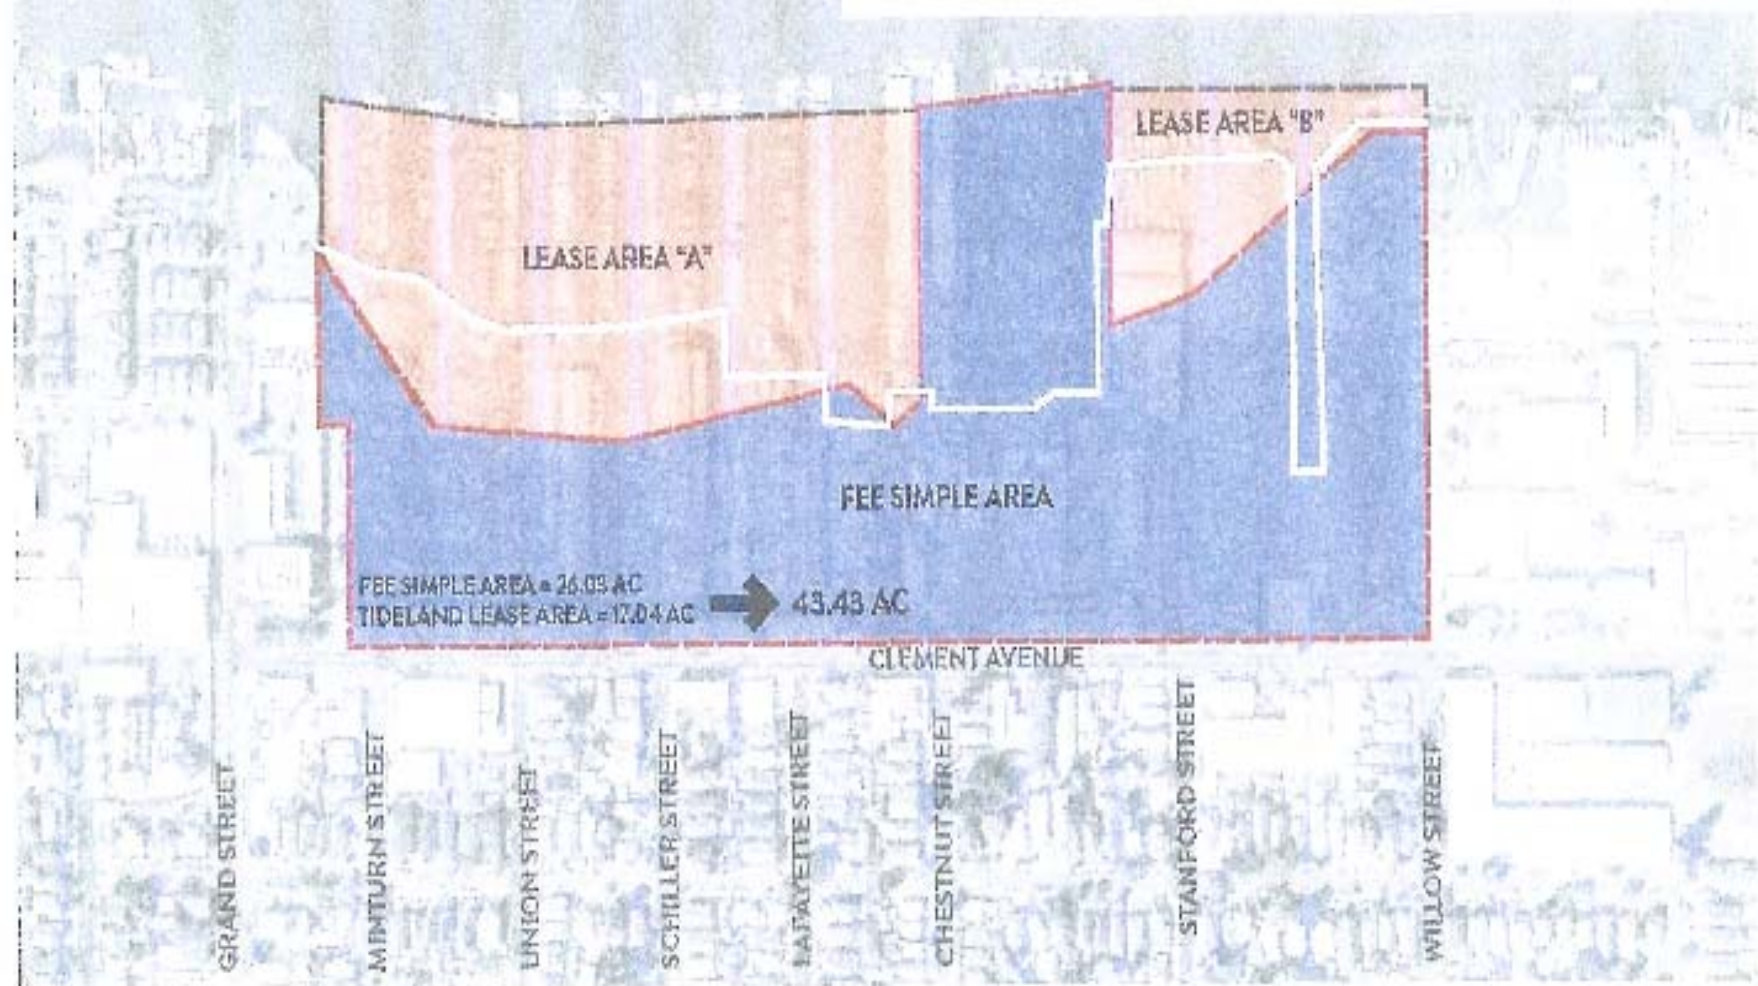 LEASE AREA "B"
LEASE AREA "A"
FEE SIMPLE AREA
FEE SIMPLE AREA = 26.03 AC
TIDELAND LEASE AREA = 17.04 AC
43.43 AC
CLEMENT AVENUE
GRAND STREET
MINTURN STREET
UNION STREET
SCHILLER STREET
LAFAYETTE STREET
CHESTNUT STREET
STANFORD STREET
WILLOW STREET